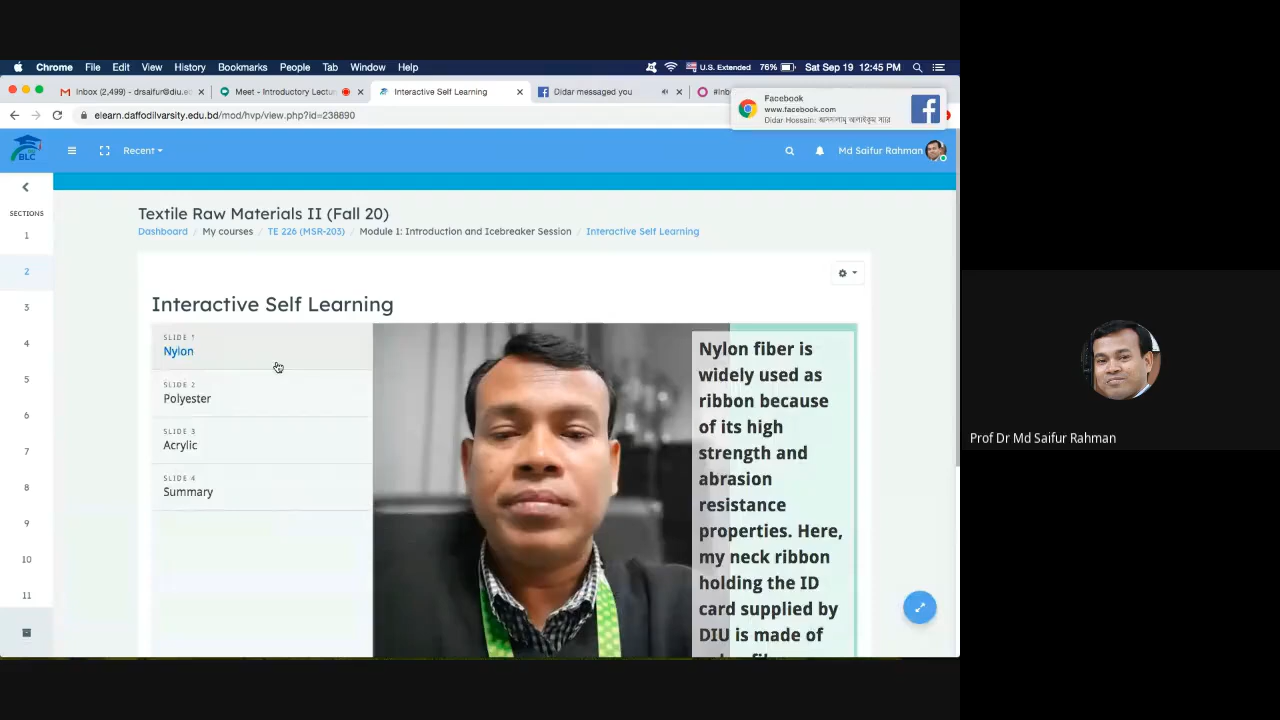 Chrome File Edit View History Bookmarks People Tab Window Help U.S. Extended 76% Sat Sep 19 12:45 PM
Inbox (2,499) - drsaifur@diu.e Meet - Introductory Lectur Interactive Self Learning Didar messaged you
elearn.daffodilvarsity.edu.bd/mod/hvp/view.php?id=238890
Facebook
www.facebook.com
Didar Hossain: আসসালামু আলাইকুম স্যার
BLC Recent Md Saifur Rahman
SECTIONS
1
2
3
4
5
6
7
8
9
10
11
Textile Raw Materials II (Fall 20)
Dashboard / My courses / TE 226 (MSR-203) / Module 1: Introduction and Icebreaker Session / Interactive Self Learning
Interactive Self Learning
SLIDE 1
Nylon
SLIDE 2
Polyester
SLIDE 3
Acrylic
SLIDE 4
Summary
Nylon fiber is
widely used as
ribbon because
of its high
strength and
abrasion
resistance
properties. Here,
my neck ribbon
holding the ID
card supplied by
DIU is made of
Prof Dr Md Saifur Rahman